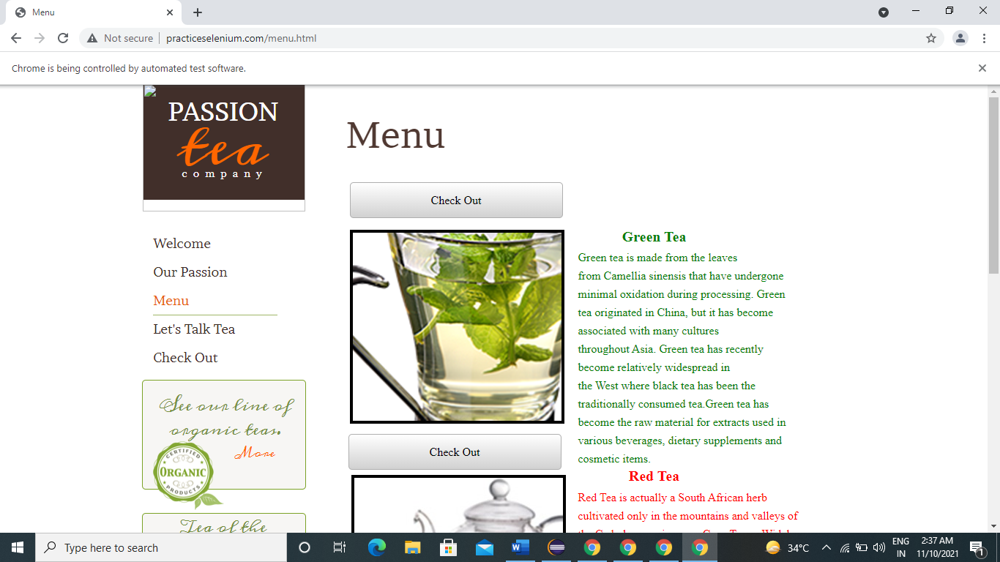 Menu
Not secure
practiceselenium.com/menu.html
Chrome is being controlled by automated test software.
PASSION
tea
company
Menu
Check Out
Welcome
Our Passion
Menu
Let's Talk Tea
Check Out
Green Tea
Green tea is made from the leaves
from Camellia sinensis that have undergone
minimal oxidation during processing. Green
tea originated in China, but it has become
associated with many cultures
throughout Asia. Green tea has recently
become relatively widespread in
the West where black tea has been the
traditionally consumed tea.Green tea has
become the raw material for extracts used in
various beverages, dietary supplements and
cosmetic items.
See our line of
organic teas.
More
CERTIFIED
ORGANIC
PRODUCTS
Check Out
Red Tea
Red Tea is actually a South African herb
cultivated only in the mountains and valleys of
Tea of the
Type here to search
34°C
ENG
IN
2:37 AM
11/10/2021
1